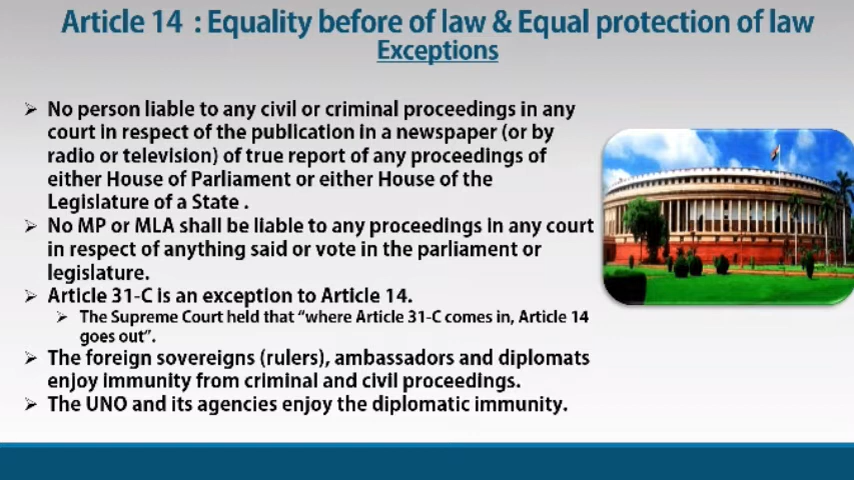 Article 14 : Equality before of law & Equal protection of law
Exceptions
➢ No person liable to any civil or criminal proceedings in any
court in respect of the publication in a newspaper (or by
radio or television) of true report of any proceedings of
either House of Parliament or either House of the
Legislature of a State .
➢ No MP or MLA shall be liable to any proceedings in any court
in respect of anything said or vote in the parliament or
legislature.
➢ Article 31-C is an exception to Article 14.
➢ The Supreme Court held that “where Article 31-C comes in, Article 14
goes out”.
➢ The foreign sovereigns (rulers), ambassadors and diplomats
enjoy immunity from criminal and civil proceedings.
➢ The UNO and its agencies enjoy the diplomatic immunity.